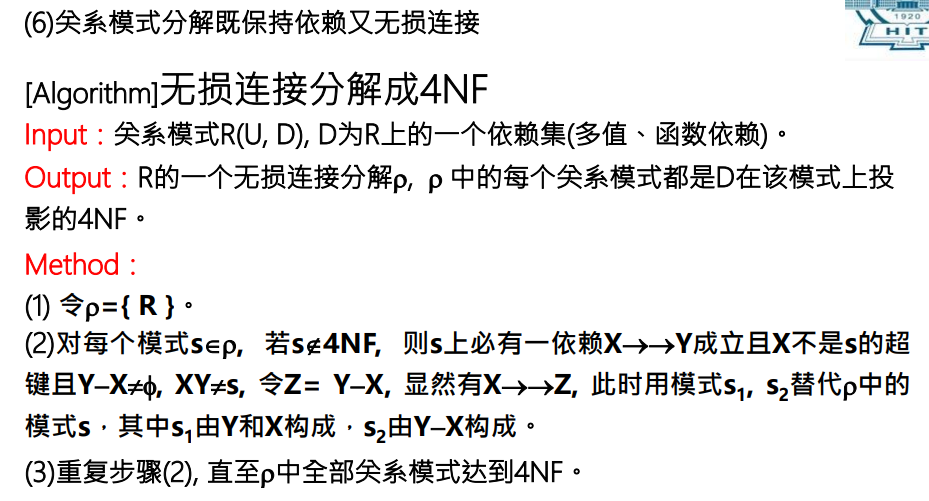 (6)关系模式分解既保持依赖又无损连接
1920
HIT
[Algorithm]无损连接分解成4NF
Input：关系模式R(U, D), D为R上的一个依赖集(多值、函数依赖)。
Output：R的一个无损连接分解ρ, ρ 中的每个关系模式都是D在该模式上投
影的4NF。
Method：
(1) 令ρ={ R }。
(2)对每个模式s∈ρ, 若s∉4NF, 则s上必有一依赖X→→Y成立且X不是s的超
键且Y–X≠ϕ, XY≠s, 令Z= Y–X, 显然有X→→Z, 此时用模式s₁, s₂替代ρ中的
模式s，其中s₁由Y和X构成，s₂由Y–X构成。
(3)重复步骤(2), 直至ρ中全部关系模式达到4NF。